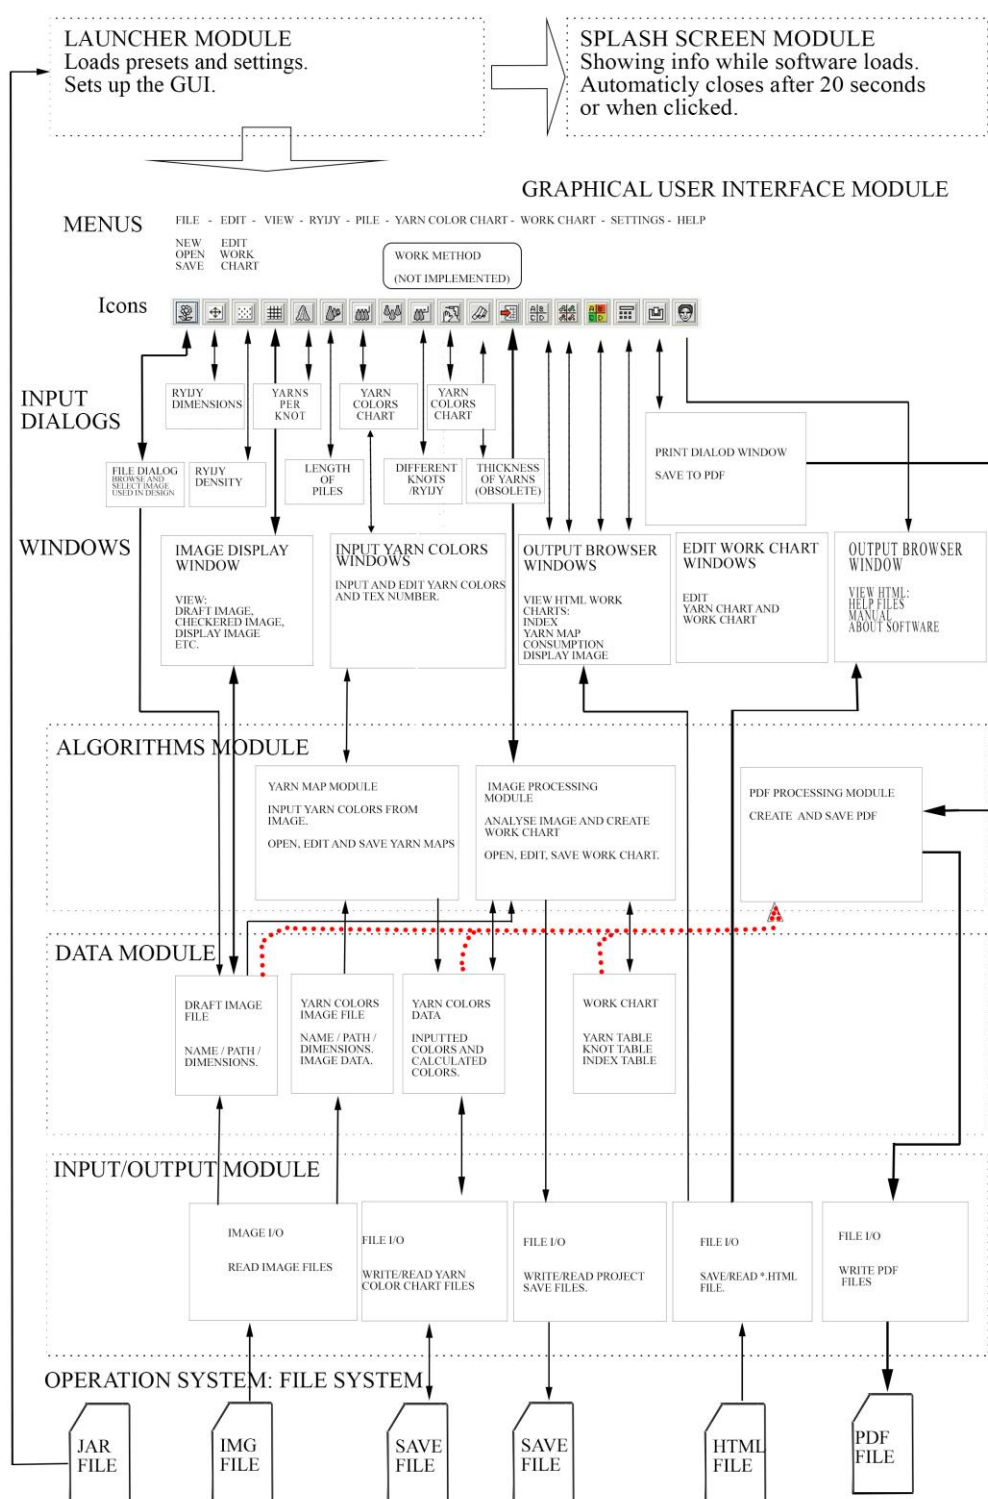 LAUNCHER MODULE
Loads presets and settings.
Sets up the GUI.
SPLASH SCREEN MODULE
Showing info while software loads.
Automaticly closes after 20 seconds
or when clicked.
GRAPHICAL USER INTERFACE MODULE
MENUS
FILE - EDIT - VIEW - RYIJY - PILE - YARN COLOR CHART - WORK CHART - SETTINGS - HELP
NEW
OPEN
SAVE
EDIT
WORK
CHART
WORK METHOD
(NOT IMPLEMENTED)
Icons
INPUT
DIALOGS
RYIJY
DIMENSIONS
YARNS
PER
KNOT
YARN
COLORS
CHART
YARN
COLORS
CHART
PRINT DIALOD WINDOW
SAVE TO PDF
FILE DIALOG
BROWSE AND
SELECT IMAGE
USED IN DESIGN
RYIJY
DENSITY
LENGTH
OF
PILES
DIFFERENT
KNOTS
/RYIJY
THICKNESS
OF YARNS
(OBSOLETE)
WINDOWS
IMAGE DISPLAY
WINDOW
VIEW:
DRAFT IMAGE,
CHECKERED IMAGE,
DISPLAY IMAGE
ETC.
INPUT YARN COLORS
WINDOWS
INPUT AND EDIT YARN COLORS
AND TEX NUMBER.
OUTPUT BROWSER
WINDOWS
VIEW HTML WORK
CHARTS:
INDEX
YARN MAP
CONSUMPTION
DISPLAY IMAGE
EDIT WORK CHART
WINDOWS
EDIT
YARN CHART AND
WORK CHART
OUTPUT BROWSER
WINDOW
VIEW HTML:
HELP FILES
MANUAL
ABOUT SOFTWARE
ALGORITHMS MODULE
YARN MAP MODULE
INPUT YARN COLORS FROM
IMAGE.
OPEN, EDIT AND SAVE YARN MAPS
IMAGE PROCESSING
MODULE
ANALYSE IMAGE AND CREATE
WORK CHART
OPEN, EDIT, SAVE WORK CHART.
PDF PROCESSING MODULE
CREATE AND SAVE PDF
DATA MODULE
DRAFT IMAGE
FILE
NAME / PATH /
DIMENSIONS.
YARN COLORS
IMAGE FILE
NAME / PATH /
DIMENSIONS.
IMAGE DATA.
YARN COLORS
DATA
INPUTTED
COLORS AND
CALCULATED
COLORS.
WORK CHART
YARN TABLE
KNOT TABLE
INDEX TABLE
INPUT/OUTPUT MODULE
IMAGE I/O
READ IMAGE FILES
FILE I/O
WRITE/READ YARN
COLOR CHART FILES
FILE I/O
WRITE/READ PROJECT
SAVE FILES.
FILE I/O
SAVE/READ *.HTML
FILE.
FILE I/O
WRITE PDF
FILES
OPERATION SYSTEM: FILE SYSTEM
JAR
FILE
IMG
FILE
SAVE
FILE
SAVE
FILE
HTML
FILE
PDF
FILE